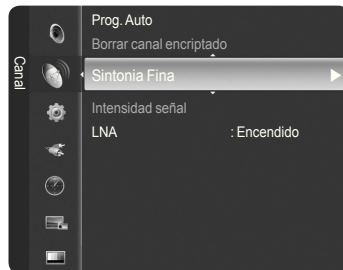 Canal
Prog. Auto
Borrar canal encriptado
Sintonia Fina
Intensidad señal
LNA : Encendido